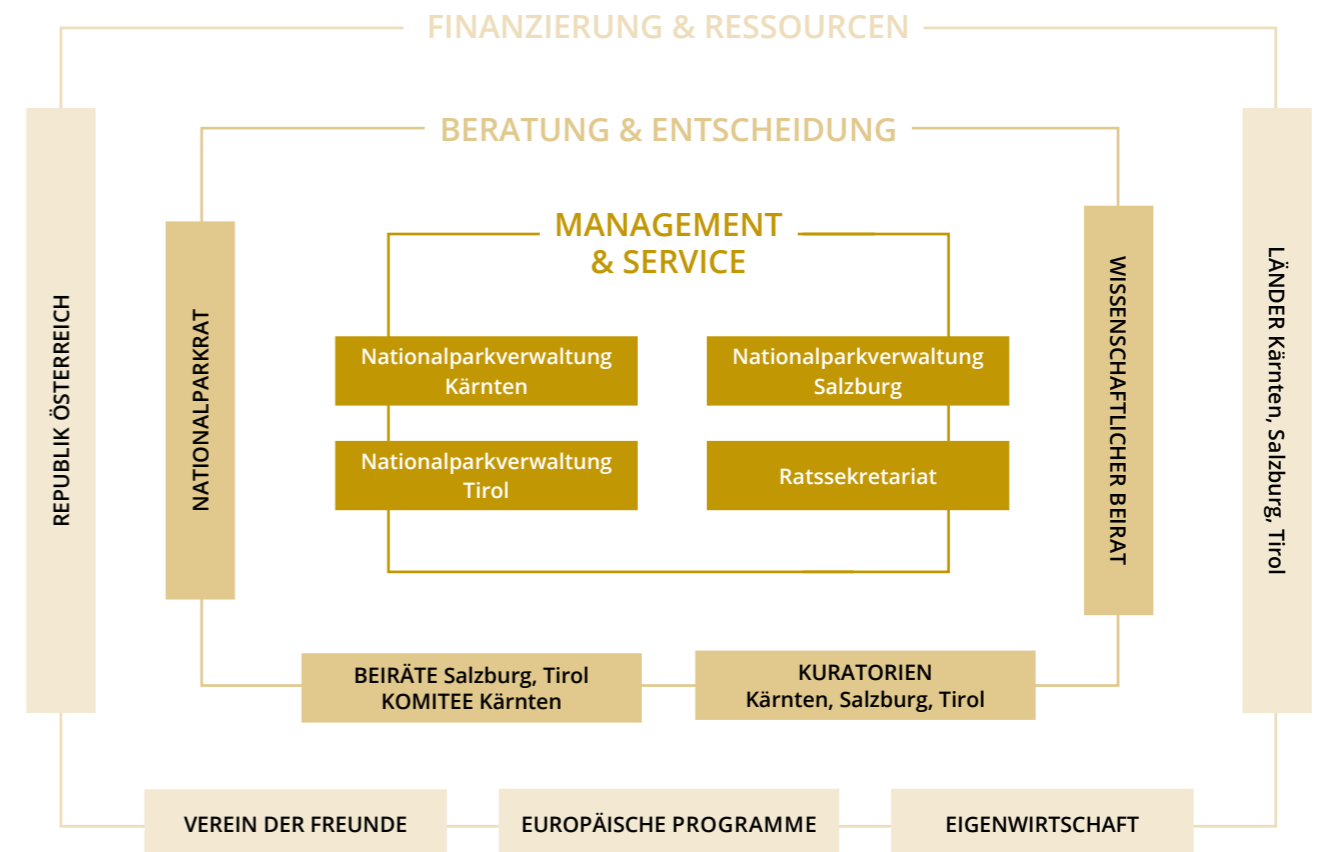 FINANZIERUNG & RESSOURCEN
BERATUNG & ENTSCHEIDUNG
MANAGEMENT
& SERVICE
REPUBLIK ÖSTERREICH
NATIONALPARKRAT
Nationalparkverwaltung
Kärnten
Nationalparkverwaltung
Salzburg
Nationalparkverwaltung
Tirol
Ratssekretariat
WISSENSCHAFTLICHER BEIRAT
LÄNDER Kärnten, Salzburg, Tirol
BEIRÄTE Salzburg, Tirol
KOMITEE Kärnten
KURATORIEN
Kärnten, Salzburg, Tirol
VEREIN DER FREUNDE
EUROPÄISCHE PROGRAMME
EIGENWIRTSCHAFT